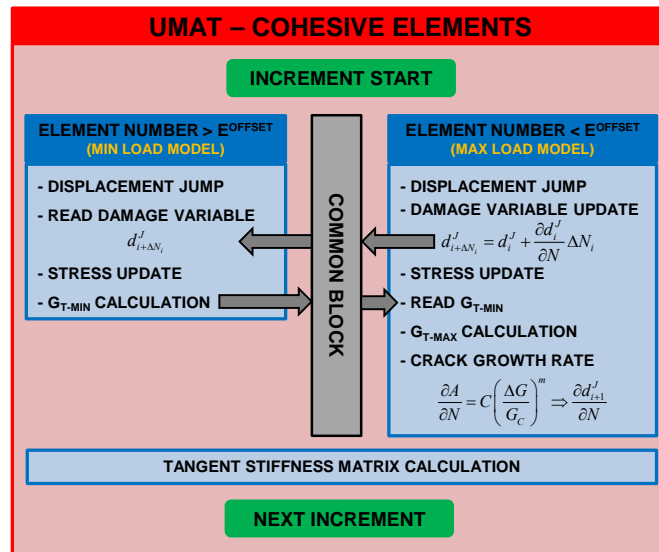 UMAT – COHESIVE ELEMENTS
INCREMENT START
ELEMENT NUMBER > E^OFFSET
(MIN LOAD MODEL)
- DISPLACEMENT JUMP
- READ DAMAGE VARIABLE
d^J_{i+ΔN_i}
- STRESS UPDATE
- G_{T-MIN} CALCULATION
COMMON BLOCK
ELEMENT NUMBER < E^OFFSET
(MAX LOAD MODEL)
- DISPLACEMENT JUMP
- DAMAGE VARIABLE UPDATE
d^J_{i+ΔN_i} = d^J_i + ∂d^J_i/∂N ΔN_i
- STRESS UPDATE
- READ G_{T-MIN}
- G_{T-MAX} CALCULATION
- CRACK GROWTH RATE
∂A/∂N = C(ΔG/G_C)^m ⇒ ∂d^J_{i+1}/∂N
TANGENT STIFFNESS MATRIX CALCULATION
NEXT INCREMENT